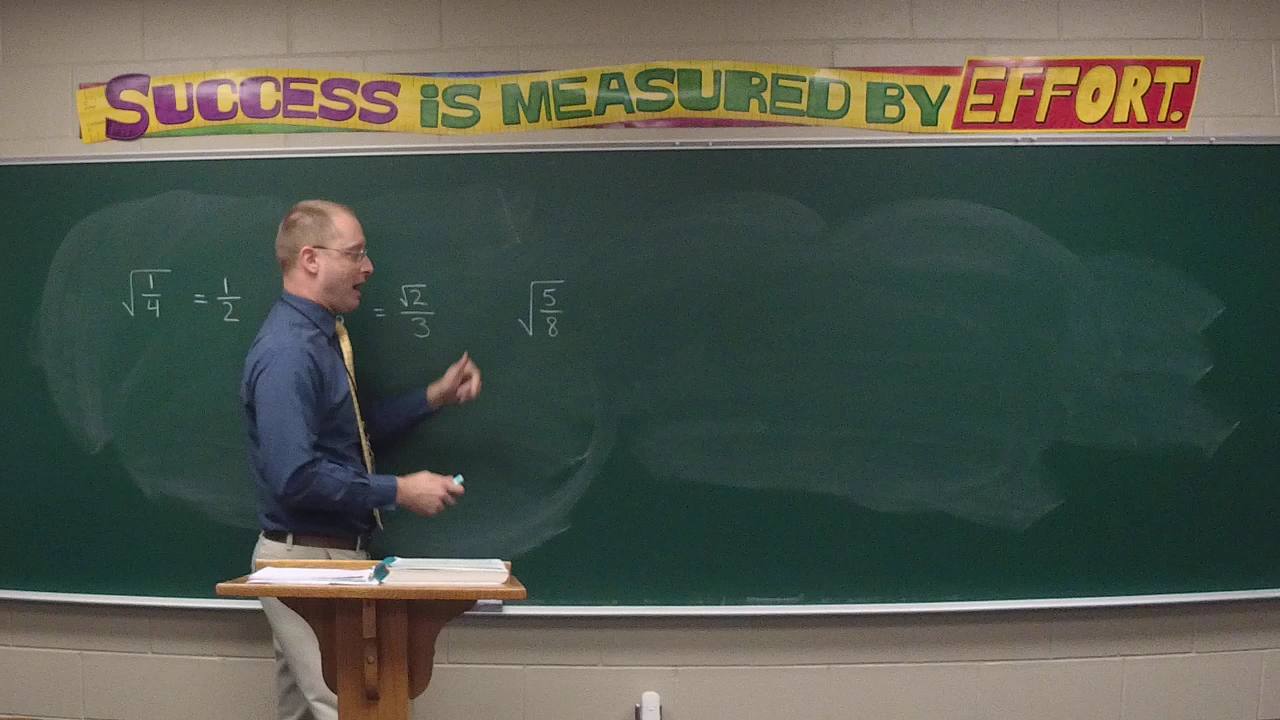 SUCCESS IS MEASURED BY EFFORT.
√(1/4) = 1/2
= √2/3
√(5/8)